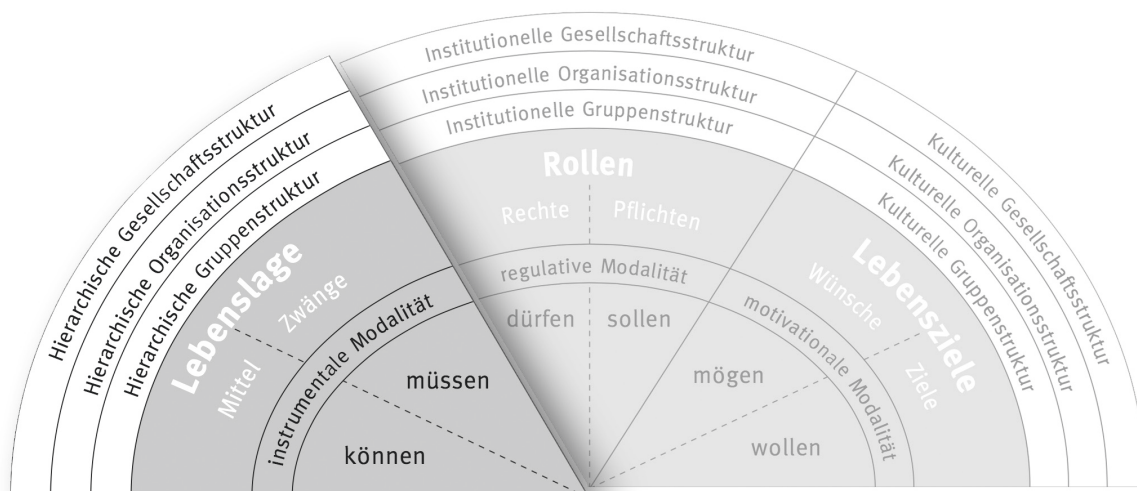 Hierarchische Gesellschaftsstruktur
Hierarchische Organisationsstruktur
Hierarchische Gruppenstruktur
Lebenslage
Mittel
Zwänge
instrumentale Modalität
können
müssen
Institutionelle Gesellschaftsstruktur
Institutionelle Organisationsstruktur
Institutionelle Gruppenstruktur
Rollen
Rechte
Pflichten
regulative Modalität
dürfen
sollen
Kulturelle Gesellschaftsstruktur
Kulturelle Organisationsstruktur
Kulturelle Gruppenstruktur
Lebensziele
Wünsche
Ziele
motivationale Modalität
mögen
wollen